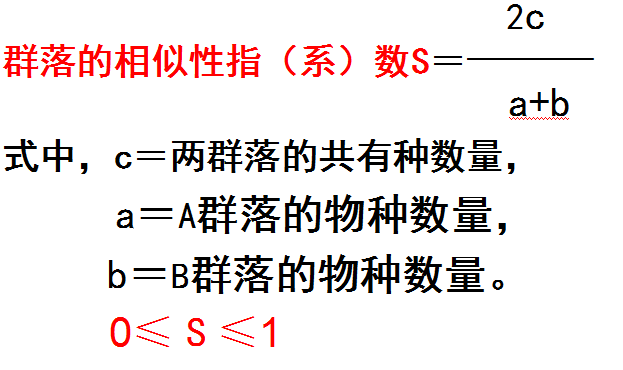 2c
群落的相似性指（系）数S＝
a+b
式中，c＝两群落的共有种数量，
a＝A群落的物种数量，
b＝B群落的物种数量。
0≤ S ≤1